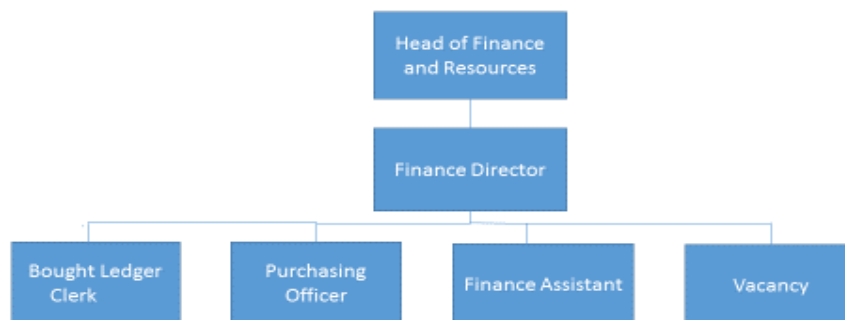 Head of Finance
and Resources
Finance Director
Bought Ledger
Clerk
Purchasing
Officer
Finance Assistant
Vacancy